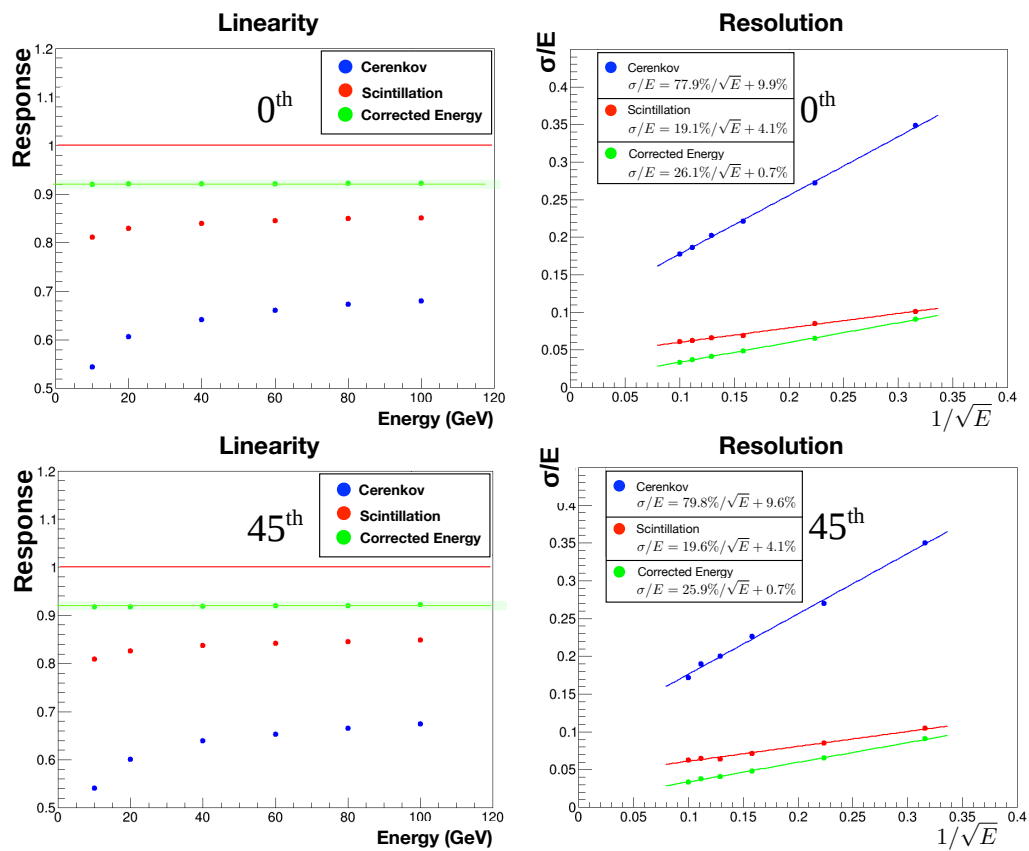 Linearity
Response
1.2
1.1
1
0.9
0.8
0.7
0.6
0.5
0 20 40 60 80 100 120
Energy (GeV)
Cerenkov
Scintillation
Corrected Energy
0th
Resolution
σ/E
0.4
0.35
0.3
0.25
0.2
0.15
0.1
0.05
0
0 0.05 0.1 0.15 0.2 0.25 0.3 0.35 0.4
1/√E
Cerenkov
σ/E = 77.9%/√E + 9.9%
Scintillation
σ/E = 19.1%/√E + 4.1%
Corrected Energy
σ/E = 26.1%/√E + 0.7%
0th
Linearity
Response
1.2
1.1
1
0.9
0.8
0.7
0.6
0.5
0 20 40 60 80 100 120
Energy (GeV)
Cerenkov
Scintillation
Corrected Energy
45th
Resolution
σ/E
0.4
0.35
0.3
0.25
0.2
0.15
0.1
0.05
0
0 0.05 0.1 0.15 0.2 0.25 0.3 0.35 0.4
1/√E
Cerenkov
σ/E = 79.8%/√E + 9.6%
Scintillation
σ/E = 19.6%/√E + 4.1%
Corrected Energy
σ/E = 25.9%/√E + 0.7%
45th